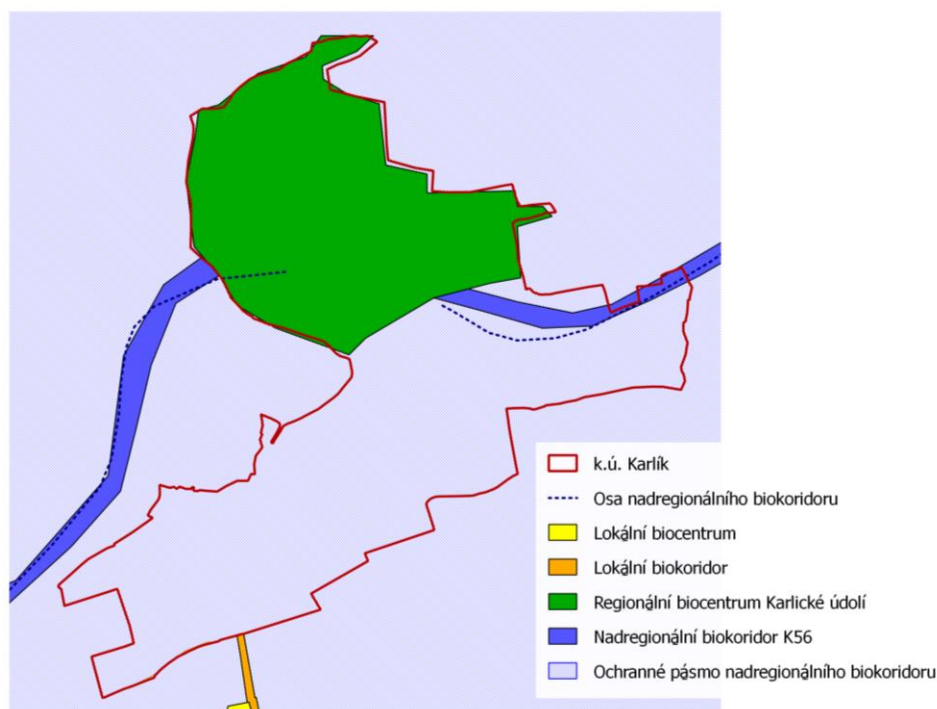 k.ú. Karlík
Osa nadregionálního biokoridoru
Lokální biocentrum
Lokální biokoridor
Regionální biocentrum Karlické údolí
Nadregionální biokoridor K56
Ochranné pásmo nadregionálního biokoridoru